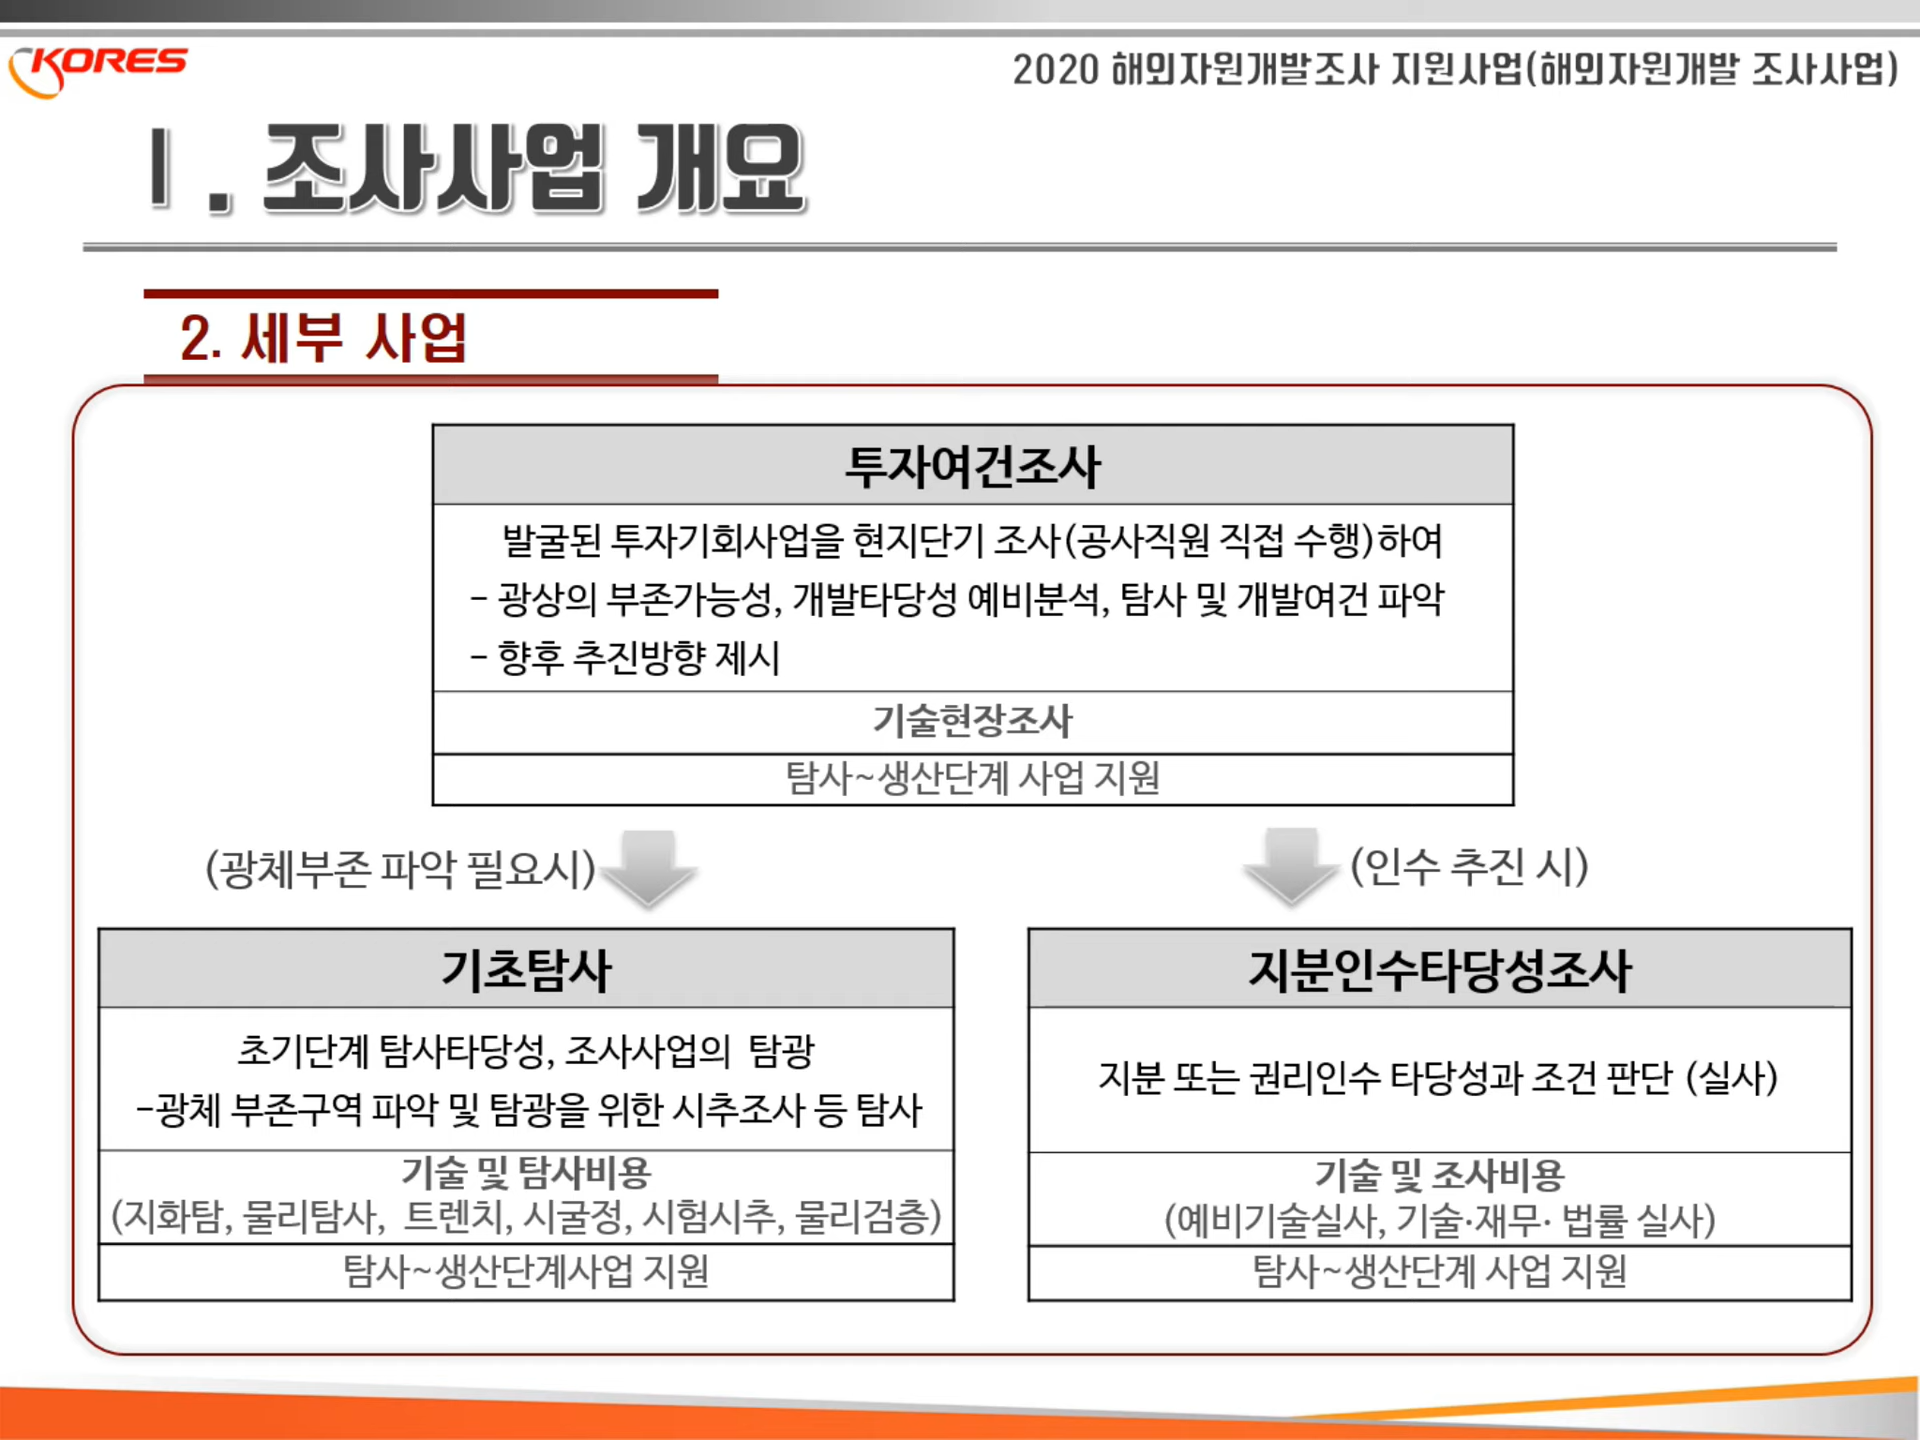 KORES
2020 해외자원개발조사 지원사업(해외자원개발 조사사업)
Ⅰ. 조사사업 개요
2. 세부 사업
투자여건조사
발굴된 투자기회사업을 현지단기 조사(공사직원 직접 수행)하여
- 광상의 부존가능성, 개발타당성 예비분석, 탐사 및 개발여건 파악
- 향후 추진방향 제시
기술현장조사
탐사~생산단계 사업 지원
(광체부존 파악 필요시)
(인수 추진 시)
기초탐사
초기단계 탐사타당성, 조사사업의 탐광
-광체 부존구역 파악 및 탐광을 위한 시추조사 등 탐사
기술 및 탐사비용
(지화탐, 물리탐사, 트렌치, 시굴정, 시험시추, 물리검층)
탐사~생산단계사업 지원
지분인수타당성조사
지분 또는 권리인수 타당성과 조건 판단 (실사)
기술 및 조사비용
(예비기술실사, 기술·재무· 법률 실사)
탐사~생산단계 사업 지원